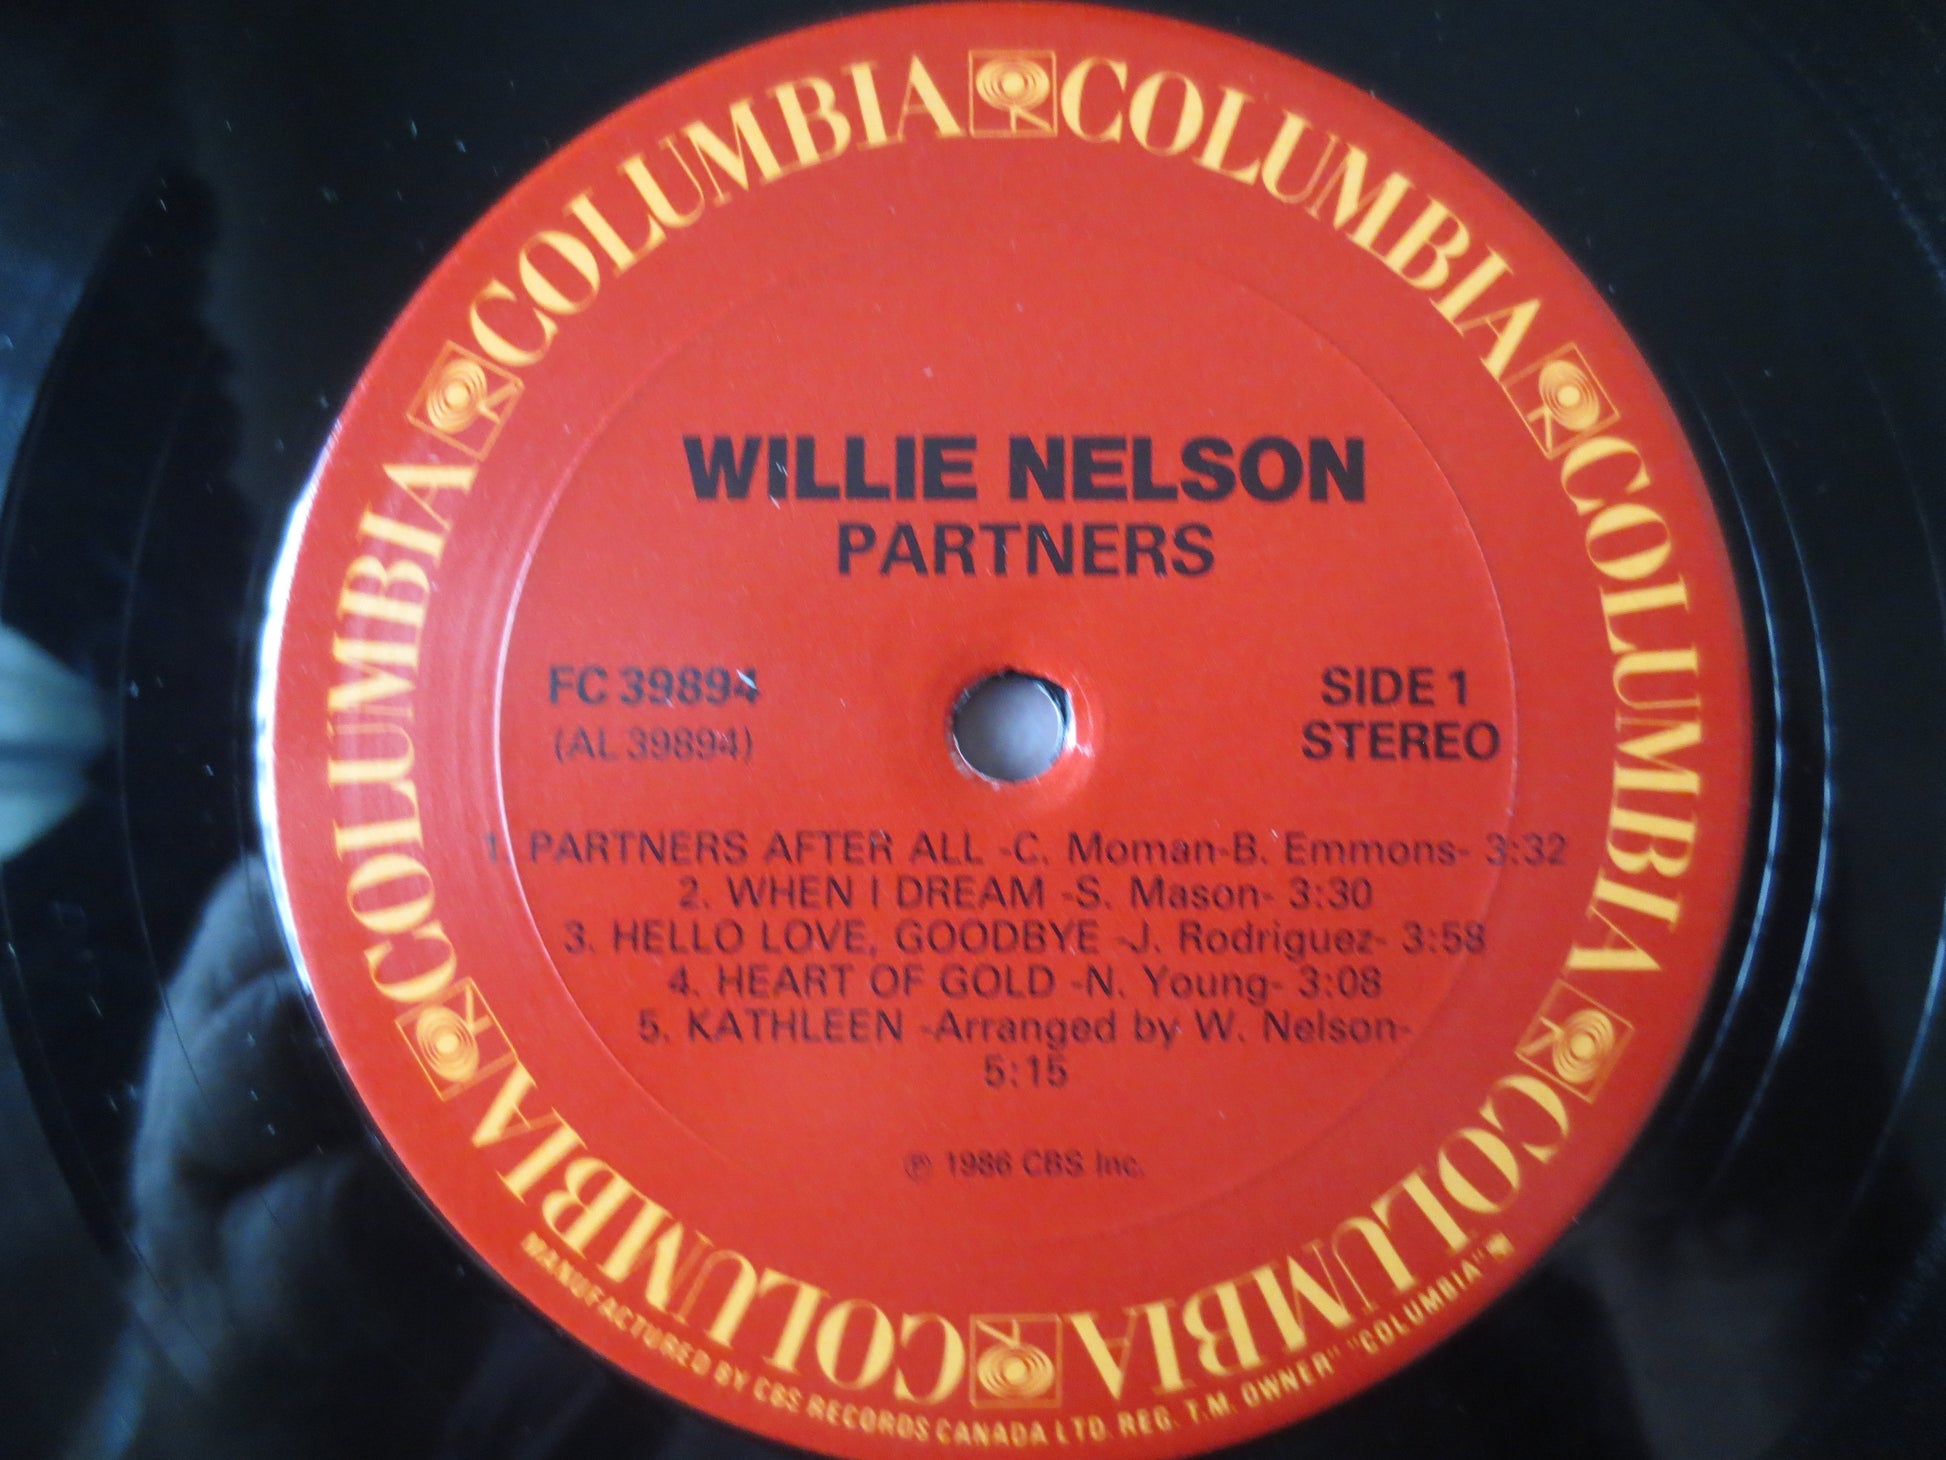 COLUMBIA COLUMBIA COLUMBIA COLUMBIA COLUMBIA COLUMBIA COLUMBIA COLUMBIA
WILLIE NELSON
PARTNERS
FC 39894
(AL 39894)
SIDE 1
STEREO
1. PARTNERS AFTER ALL -C. Moman-B. Emmons- 3:32
2. WHEN I DREAM -S. Mason- 3:30
3. HELLO LOVE, GOODBYE -J. Rodriguez- 3:58
4. HEART OF GOLD -N. Young- 3:08
5. KATHLEEN -Arranged by W. Nelson-
5:15
℗ 1986 CBS Inc.
MANUFACTURED BY CBS RECORDS CANADA LTD. REG. T.M. OWNER" "COLUMBIA"